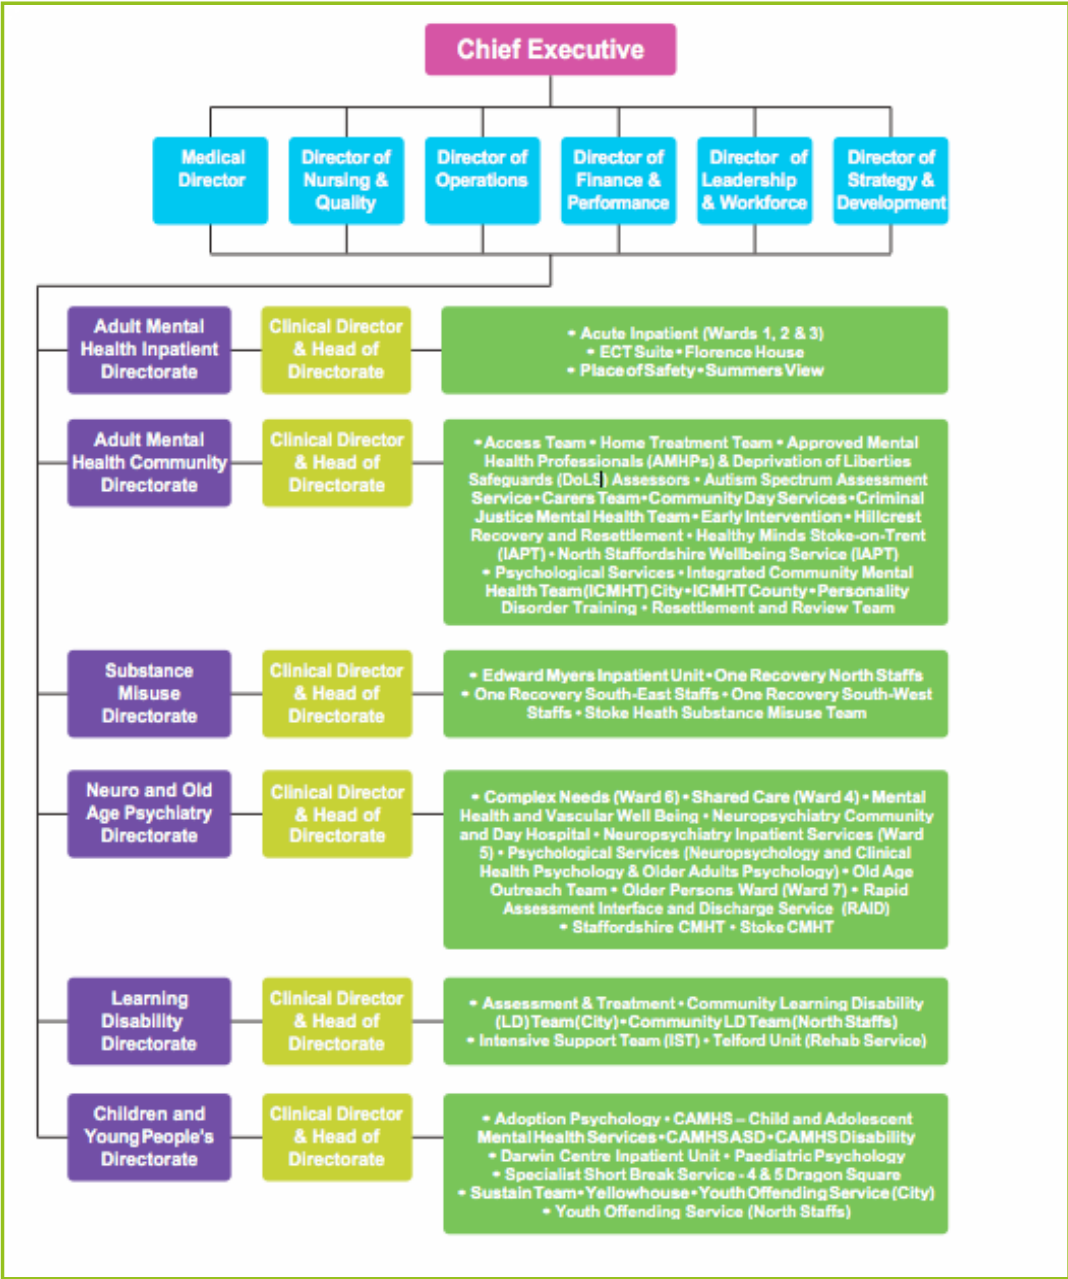 Chief Executive
Medical
Director
Director of
Nursing &
Quality
Director of
Operations
Director of
Finance &
Performance
Director of
Leadership
& Workforce
Director of
Strategy &
Development
Adult Mental
Health Inpatient
Directorate
Clinical Director
& Head of
Directorate
• Acute Inpatient (Wards 1, 2 & 3)
• ECT Suite • Florence House
• Place of Safety • Summers View
Adult Mental
Health Community
Directorate
Clinical Director
& Head of
Directorate
• Access Team • Home Treatment Team • Approved Mental
Health Professionals (AMHPs) & Deprivation of Liberties
Safeguards (DoLS) Assessors • Autism Spectrum Assessment
Service • Carers Team • Community Day Services • Criminal
Justice Mental Health Team • Early Intervention • Hillcrest
Recovery and Resettlement • Healthy Minds Stoke-on-Trent
(IAPT) • North Staffordshire Wellbeing Service (IAPT)
• Psychological Services • Integrated Community Mental
Health Team (ICMHT) City • ICMHT County • Personality
Disorder Training • Resettlement and Review Team
Substance
Misuse
Directorate
Clinical Director
& Head of
Directorate
• Edward Myers Inpatient Unit • One Recovery North Staffs
• One Recovery South-East Staffs • One Recovery South-West
Staffs • Stoke Heath Substance Misuse Team
Neuro and Old
Age Psychiatry
Directorate
Clinical Director
& Head of
Directorate
• Complex Needs (Ward 6) • Shared Care (Ward 4) • Mental
Health and Vascular Well Being • Neuropsychiatry Community
and Day Hospital • Neuropsychiatry Inpatient Services (Ward
5) • Psychological Services (Neuropsychology and Clinical
Health Psychology & Older Adults Psychology) • Old Age
Outreach Team • Older Persons Ward (Ward 7) • Rapid
Assessment Interface and Discharge Service (RAID)
• Staffordshire CMHT • Stoke CMHT
Learning
Disability
Directorate
Clinical Director
& Head of
Directorate
• Assessment & Treatment • Community Learning Disability
(LD) Team (City) • Community LD Team (North Staffs)
• Intensive Support Team (IST) • Telford Unit (Rehab Service)
Children and
Young People's
Directorate
Clinical Director
& Head of
Directorate
• Adoption Psychology • CAMHS – Child and Adolescent
Mental Health Services • CAMHS ASD • CAMHS Disability
• Darwin Centre Inpatient Unit • Paediatric Psychology
• Specialist Short Break Service - 4 & 5 Dragon Square
• Sustain Team • Yellowhouse • Youth Offending Service (City)
• Youth Offending Service (North Staffs)